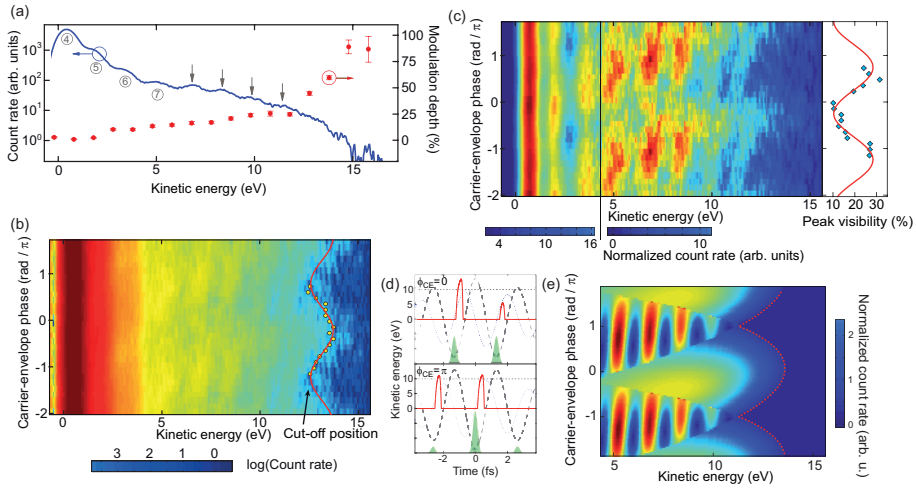 (a)
Count rate (arb. units)
10³
10²
10¹
10⁰
④
⑤
⑥
⑦
100
75
50
25
0
Modulation depth (%)
0
5
10
15
Kinetic energy (eV)
(b)
Carrier-envelope phase (rad / π)
1
0
-1
-2
0
5
10
15
Kinetic energy (eV)
Cut-off position
3 2 1 0
log(Count rate)
(c)
Carrier-envelope phase (rad / π)
1
0
-1
-2
0
5
10
15
Kinetic energy (eV)
10 20 30
Peak visibility (%)
4 10 16
0 10
Normalized count rate (arb. units)
(d)
ϕCE=0
10
5
0
ϕCE=π
10
5
0
Kinetic energy (eV)
-2 0 2
Time (fs)
(e)
Carrier-envelope phase (rad / π)
1
0
-1
5
10
15
Kinetic energy (eV)
2
1
0
Normalized count rate (arb. u.)